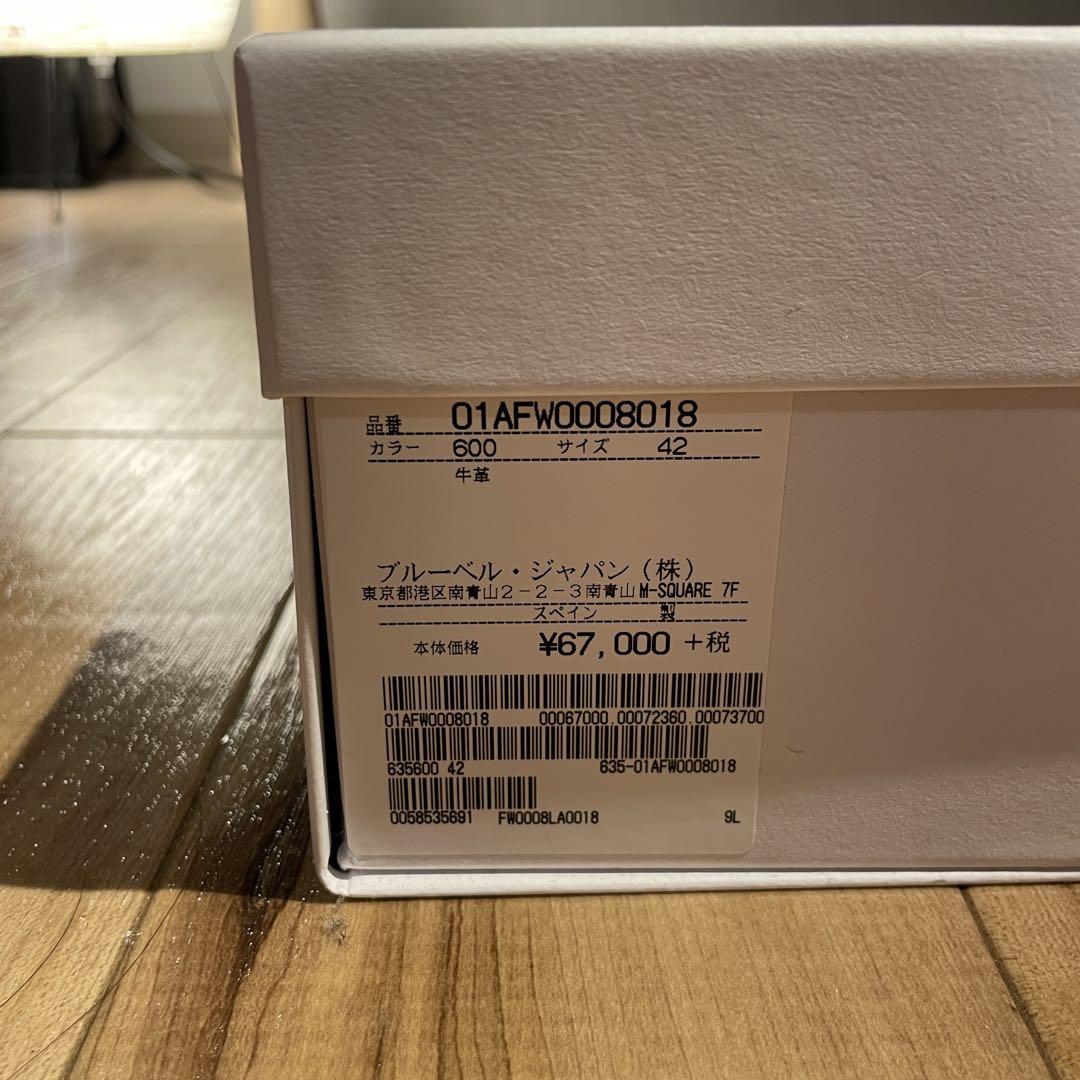 品番 01AFW0008018
カラー 600 サイズ 42
牛革
ブルーベル・ジャパン(株)
東京都港区南青山2-2-3南青山M-SQUARE 7F
スペイン 製
本体価格 ¥67,000 +税
01AFW0008018 00067000.00072360.00073700
635600 42 635-01AFW0008018
0058535691 FW0008LA0018 9L